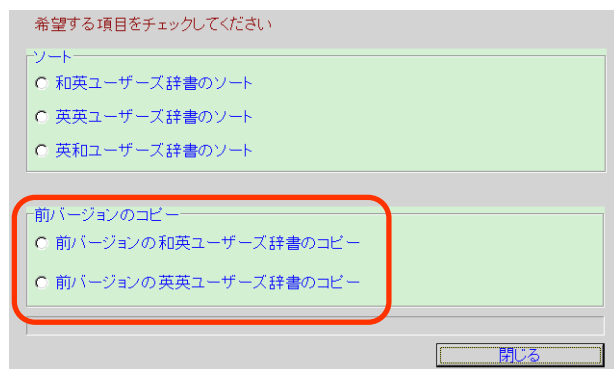 希望する項目をチェックしてください
ソート
和英ユーザーズ辞書のソート
英英ユーザーズ辞書のソート
英和ユーザーズ辞書のソート
前バージョンのコピー
前バージョンの和英ユーザーズ辞書のコピー
前バージョンの英英ユーザーズ辞書のコピー
閉じる